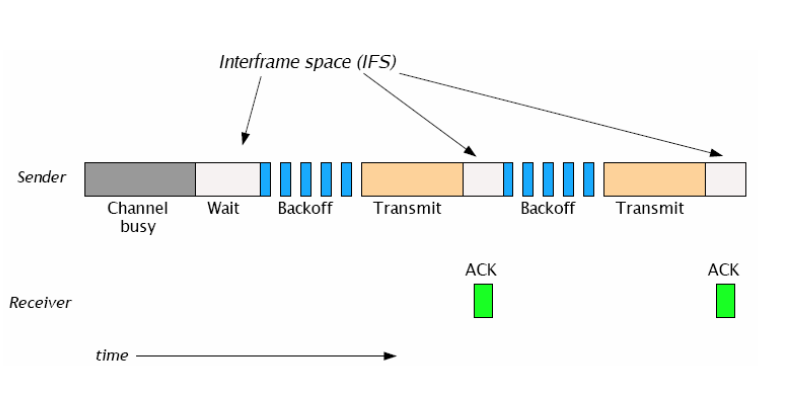 Interframe space (IFS)
Sender
Channel
busy
Wait
Backoff
Transmit
Backoff
Transmit
ACK
ACK
Receiver
time